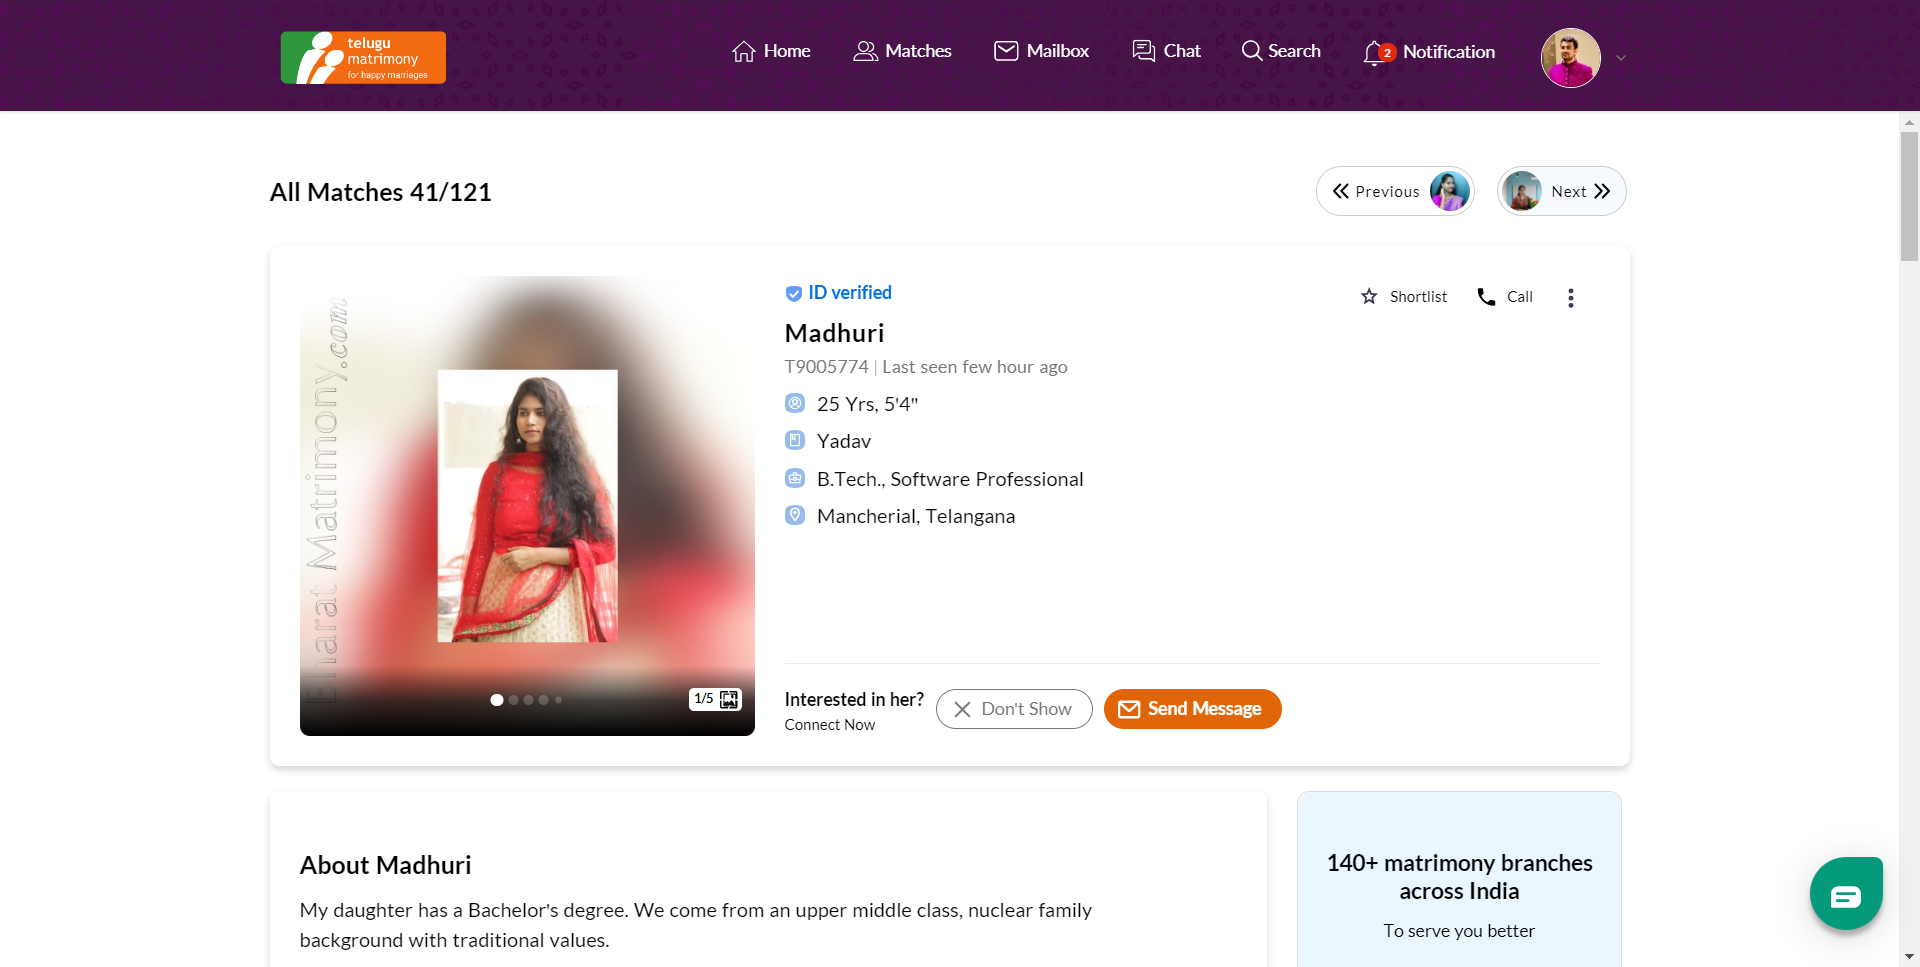 telugu
matrimony
for happy marriages
Home
Matches
Mailbox
Chat
Search
2
Notification
All Matches 41/121
Previous
Next
Bharat Matrimony.com
ID verified
Shortlist
Call
Madhuri
T9005774 | Last seen few hour ago
25 Yrs, 5'4"
Yadav
B.Tech., Software Professional
Mancherial, Telangana
1/5
Interested in her?
Connect Now
Don't Show
Send Message
About Madhuri
My daughter has a Bachelor's degree. We come from an upper middle class, nuclear family
background with traditional values.
140+ matrimony branches
across India
To serve you better